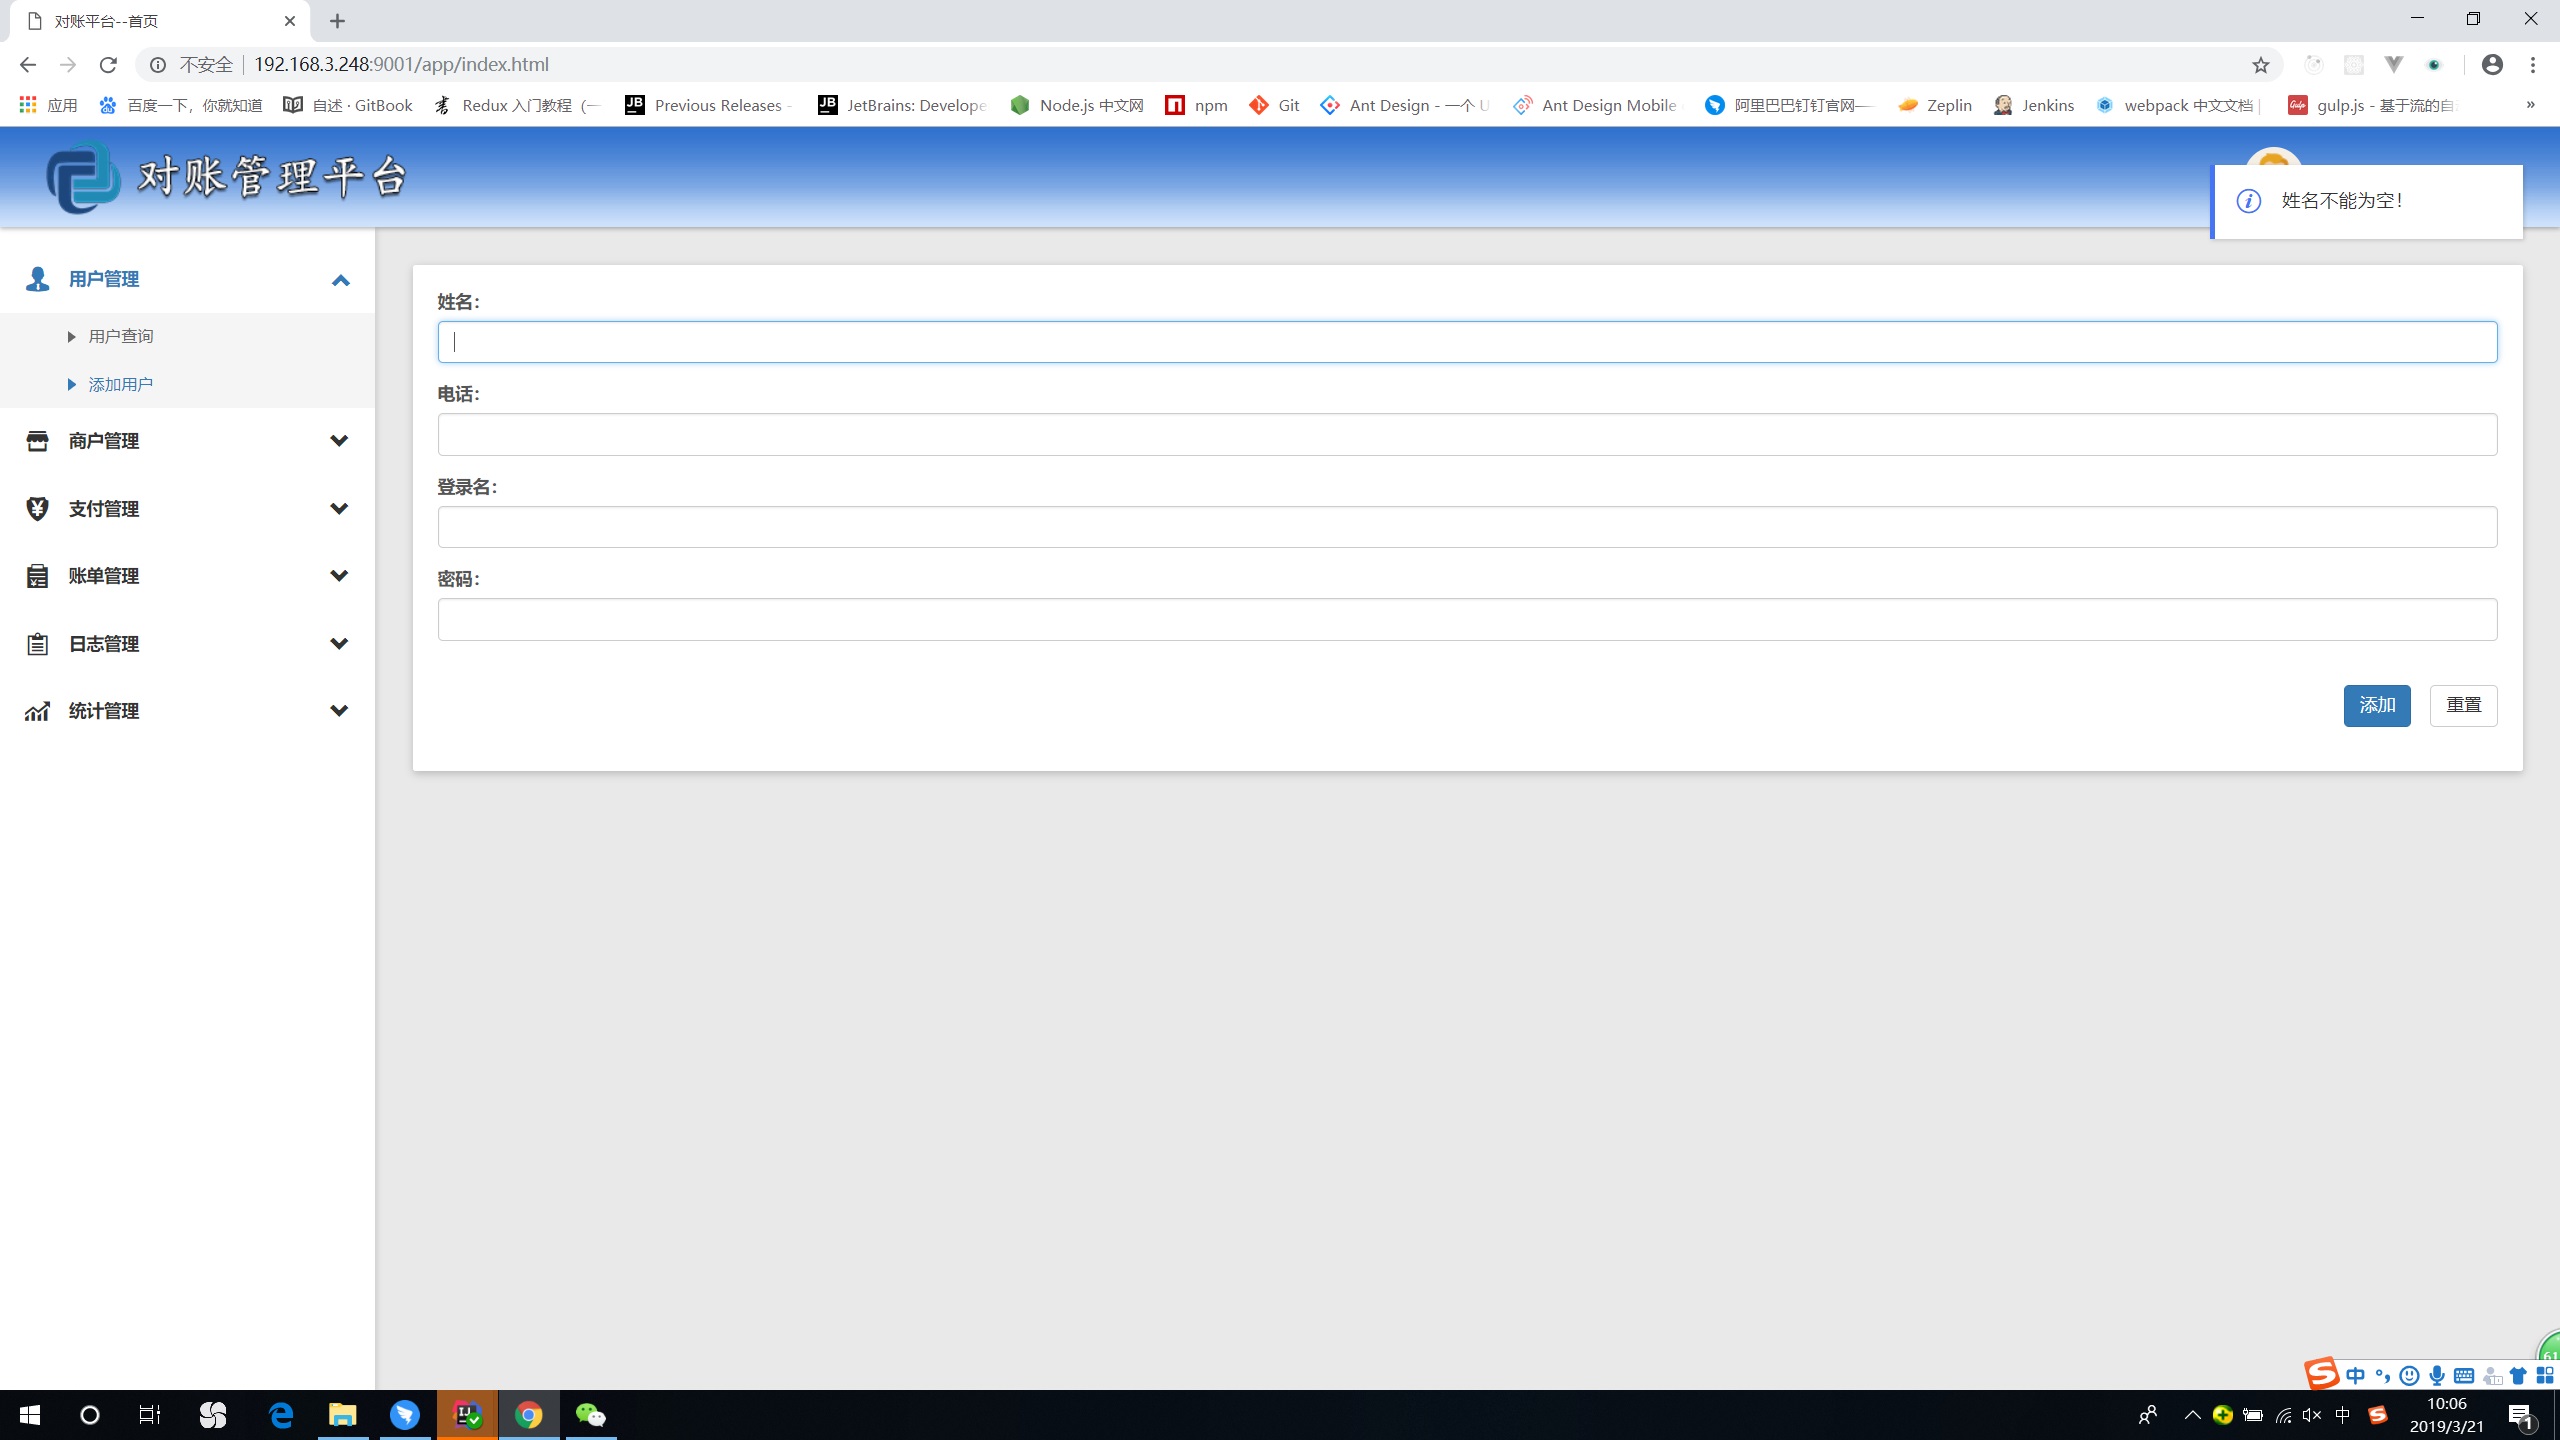 对账平台--首页
不安全 192.168.3.248:9001/app/index.html
应用 百度一下，你就知道 自述 · GitBook Redux 入门教程（一 Previous Releases - JetBrains: Develope Node.js 中文网 npm Git Ant Design - 一个 U Ant Design Mobile 阿里巴巴钉钉官网— Zeplin Jenkins webpack 中文文档 | gulp.js - 基于流的自 »
对账管理平台
姓名不能为空！
用户管理
用户查询
添加用户
商户管理
支付管理
账单管理
日志管理
统计管理
姓名：
电话：
登录名：
密码：
添加 重置
61
中
中
10:06
2019/3/21
1